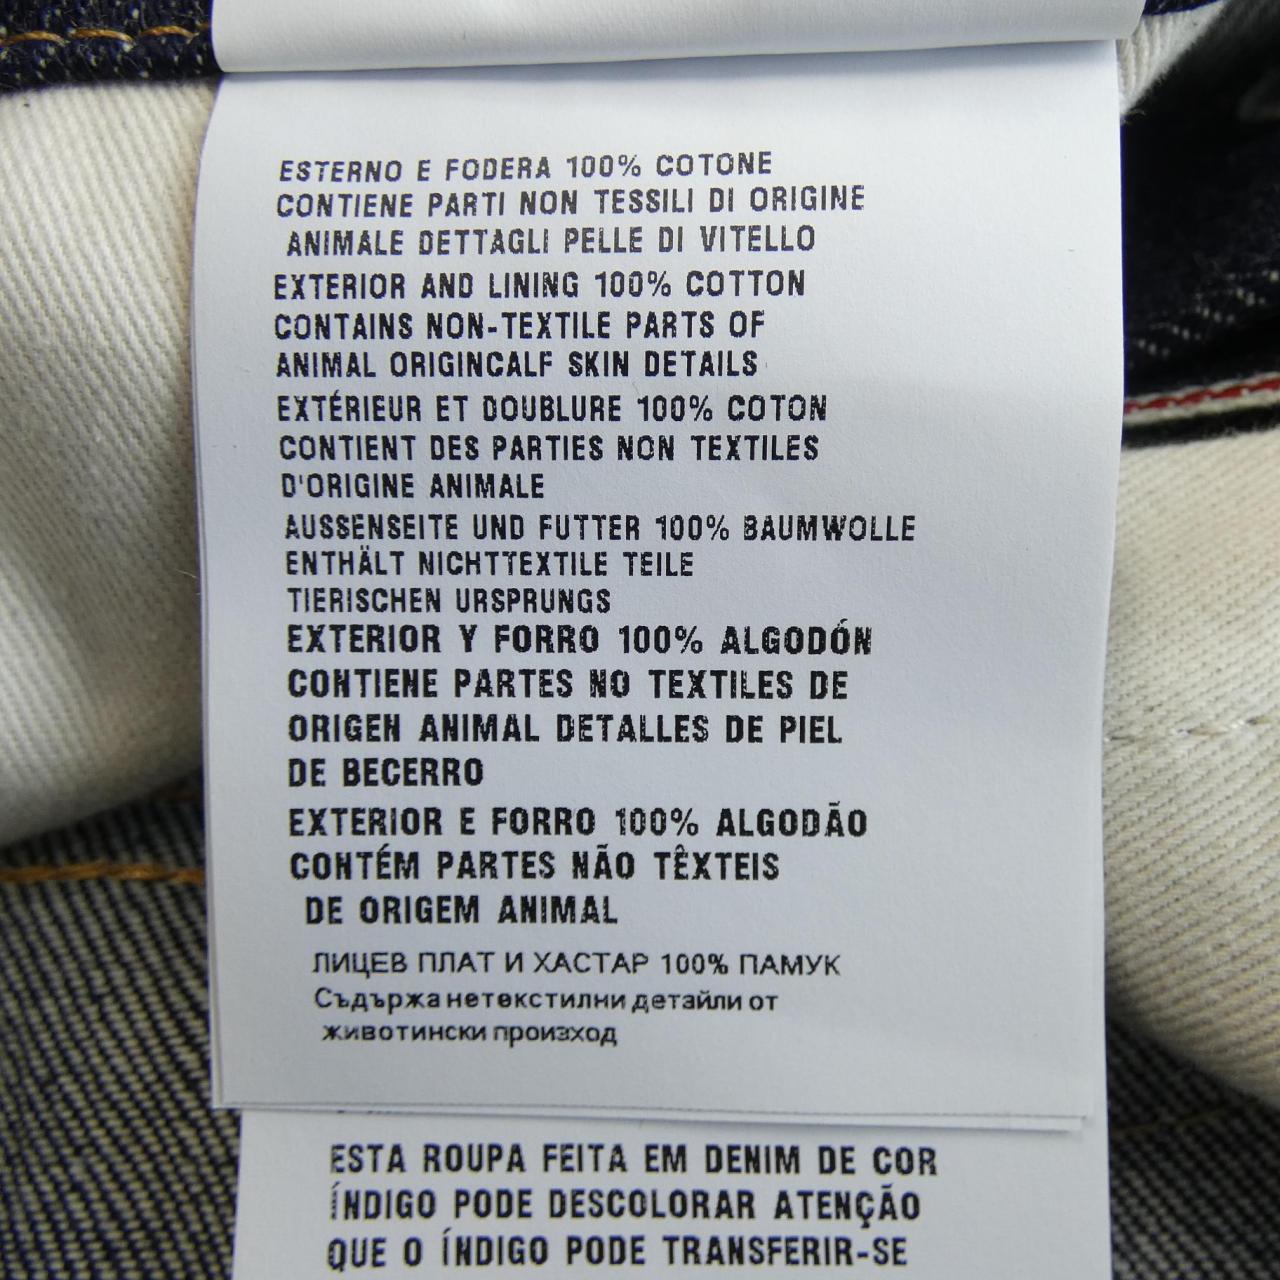 ESTERNO E FODERA 100% COTONE
CONTIENE PARTI NON TESSILI DI ORIGINE
ANIMALE DETTAGLI PELLE DI VITELLO
EXTERIOR AND LINING 100% COTTON
CONTAINS NON-TEXTILE PARTS OF
ANIMAL ORIGINCALF SKIN DETAILS
EXTÉRIEUR ET DOUBLURE 100% COTON
CONTIENT DES PARTIES NON TEXTILES
D'ORIGINE ANIMALE
AUSSENSEITE UND FUTTER 100% BAUMWOLLE
ENTHÄLT NICHTTEXTILE TEILE
TIERISCHEN URSPRUNGS
EXTERIOR Y FORRO 100% ALGODÓN
CONTIENE PARTES NO TEXTILES DE
ORIGEN ANIMAL DETALLES DE PIEL
DE BECERRO
EXTERIOR E FORRO 100% ALGODÃO
CONTÉM PARTES NÃO TÊXTEIS
DE ORIGEM ANIMAL
ЛИЦЕВ ПЛАТ И ХАСТАР 100% ПАМУК
Съдържа нетекстилни детайли от
животински произход
ESTA ROUPA FEITA EM DENIM DE COR
ÍNDIGO PODE DESCOLORAR ATENÇÃO
QUE O ÍNDIGO PODE TRANSFERIR-SE